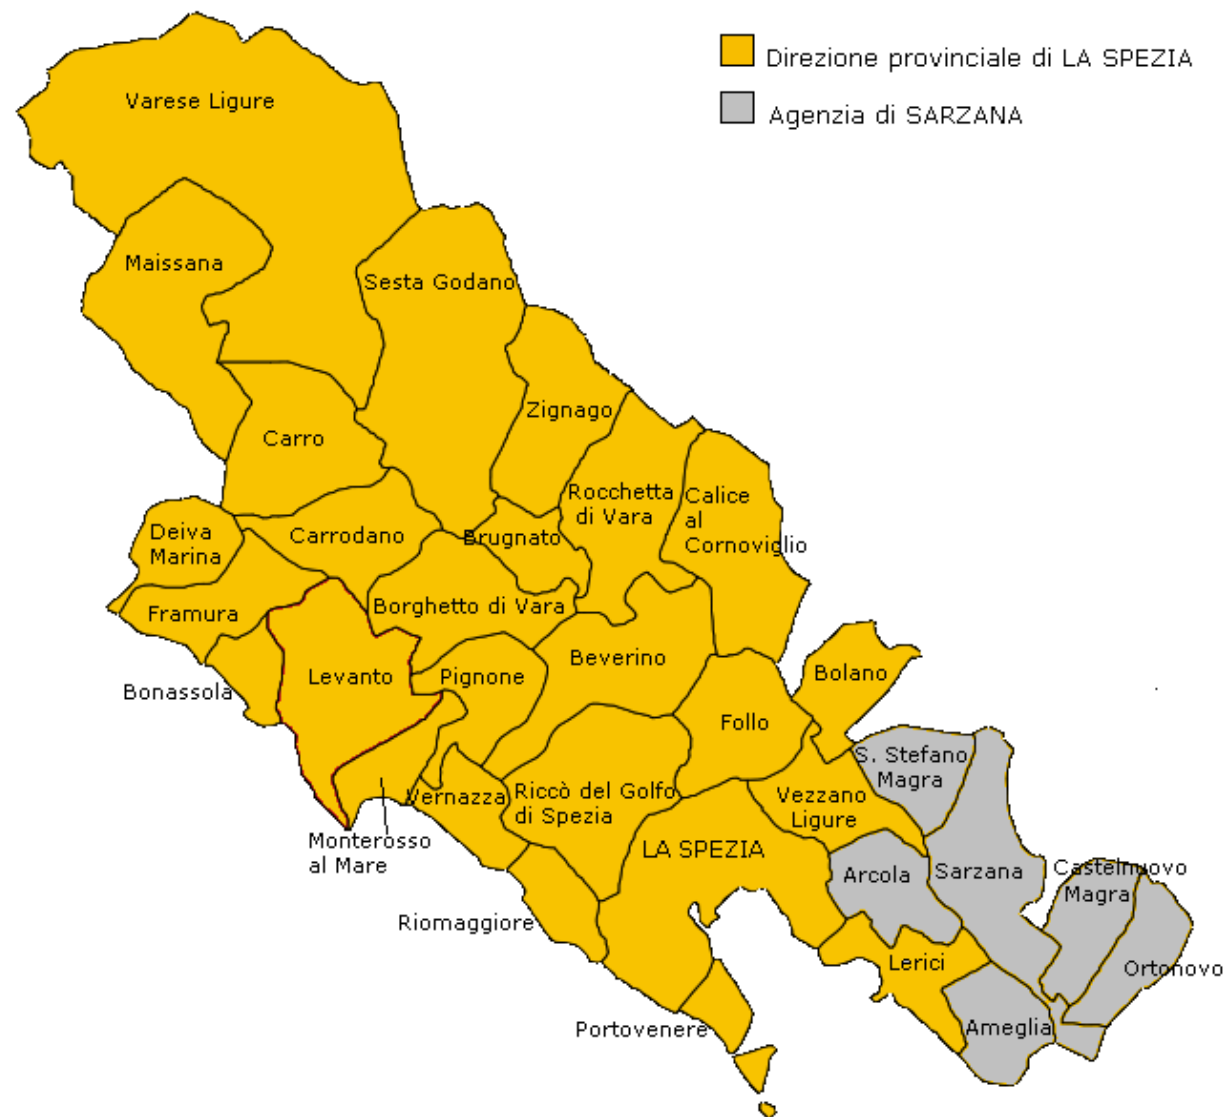 Direzione provinciale di LA SPEZIA
Agenzia di SARZANA
Varese Ligure
Maissana
Sesta Godano
Zignago
Carro
Rocchetta
di Vara
Calice
al
Cornoviglio
Deiva
Marina
Carrodano
Brugnato
Framura
Borghetto di Vara
Beverino
Bonassola
Levanto
Pignone
Bolano
Follo
S. Stefano
Magra
Vernazza
Riccò del Golfo
di Spezia
Vezzano
Ligure
Monterosso
al Mare
LA SPEZIA
Arcola
Sarzana
Castelnuovo
Magra
Riomaggiore
Lerici
Ortonovo
Portovenere
Ameglia